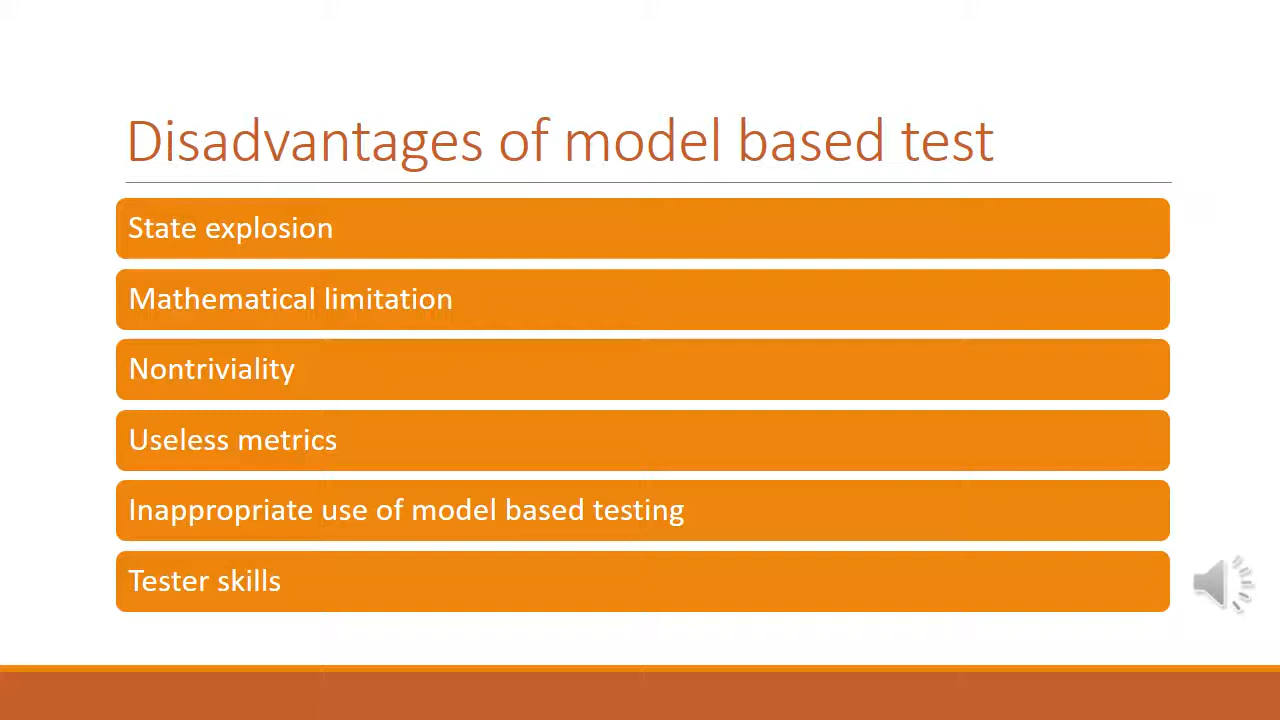 Disadvantages of model based test
State explosion
Mathematical limitation
Nontriviality
Useless metrics
Inappropriate use of model based testing
Tester skills